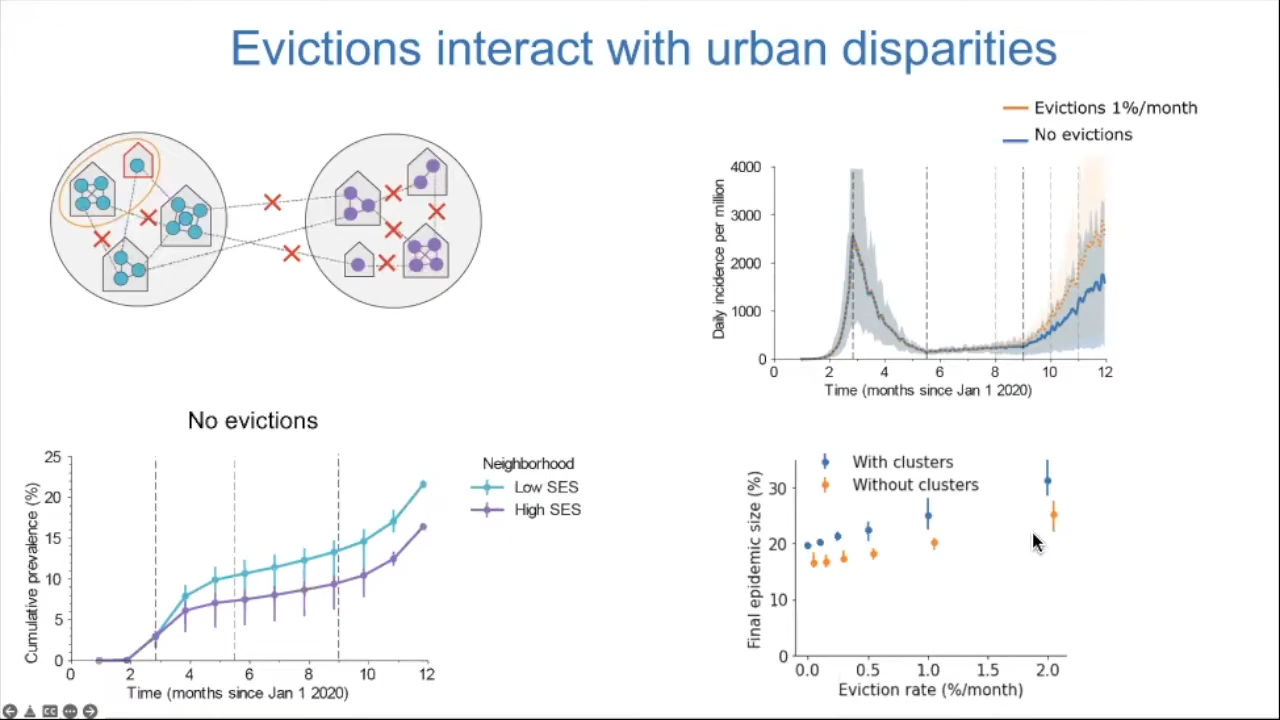 Evictions interact with urban disparities
Evictions 1%/month
No evictions
Daily incidence per million
4000
3000
2000
1000
0
0 2 4 6 8 10 12
Time (months since Jan 1 2020)
No evictions
Cumulative prevalence (%)
25
20
15
10
5
0
0 2 4 6 8 10 12
Time (months since Jan 1 2020)
Neighborhood
Low SES
High SES
With clusters
Without clusters
Final epidemic size (%)
30
20
10
0
0.0 0.5 1.0 1.5 2.0
Eviction rate (%/month)
CC